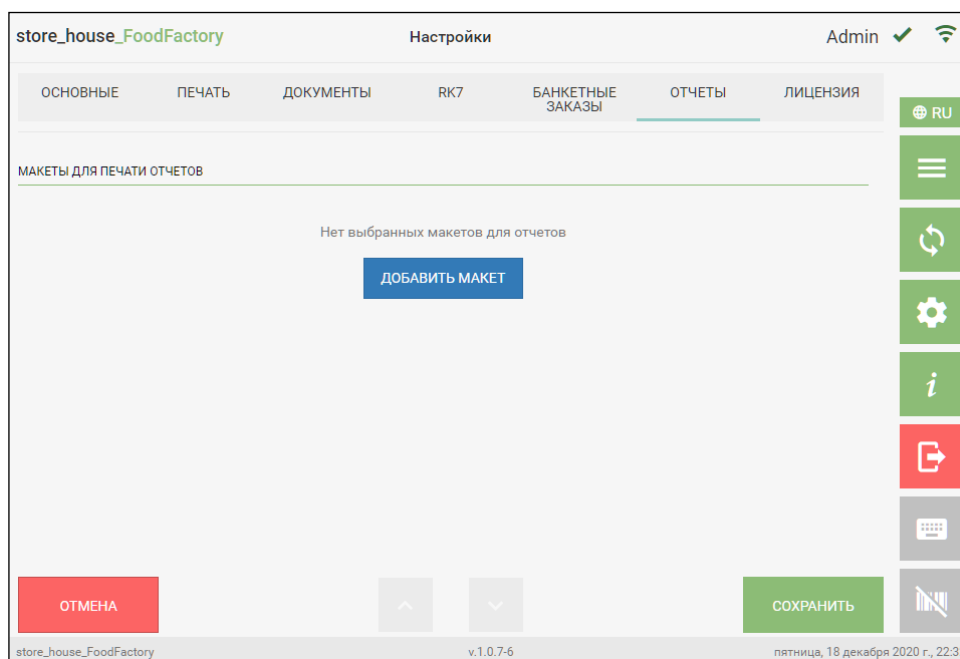 store_house_FoodFactory Настройки Admin
ОСНОВНЫЕ ПЕЧАТЬ ДОКУМЕНТЫ RK7 БАНКЕТНЫЕ ЗАКАЗЫ ОТЧЕТЫ ЛИЦЕНЗИЯ
RU
МАКЕТЫ ДЛЯ ПЕЧАТИ ОТЧЕТОВ
Нет выбранных макетов для отчетов
ДОБАВИТЬ МАКЕТ
i
ОТМЕНА СОХРАНИТЬ
store_house_FoodFactory v.1.0.7-6 пятница, 18 декабря 2020 г., 22:3